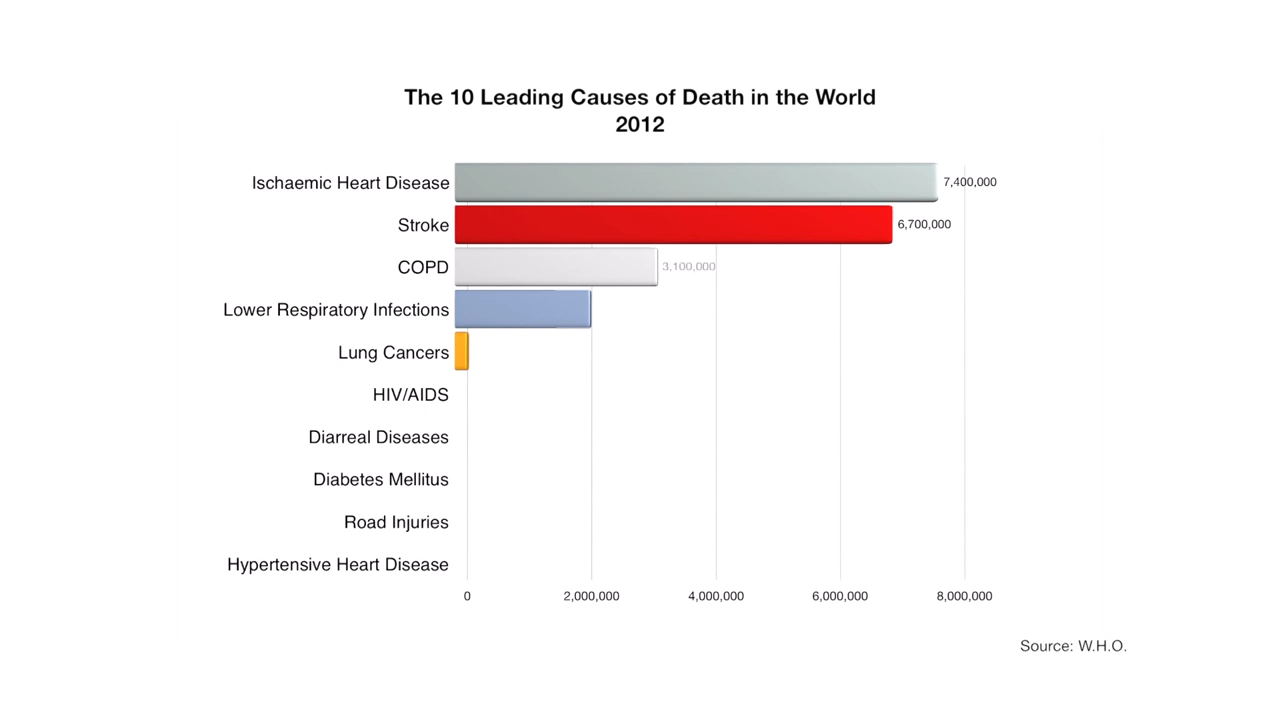 The 10 Leading Causes of Death in the World
2012
Ischaemic Heart Disease
7,400,000
Stroke
6,700,000
COPD
3,100,000
Lower Respiratory Infections
Lung Cancers
HIV/AIDS
Diarreal Diseases
Diabetes Mellitus
Road Injuries
Hypertensive Heart Disease
0 2,000,000 4,000,000 6,000,000 8,000,000
Source: W.H.O.